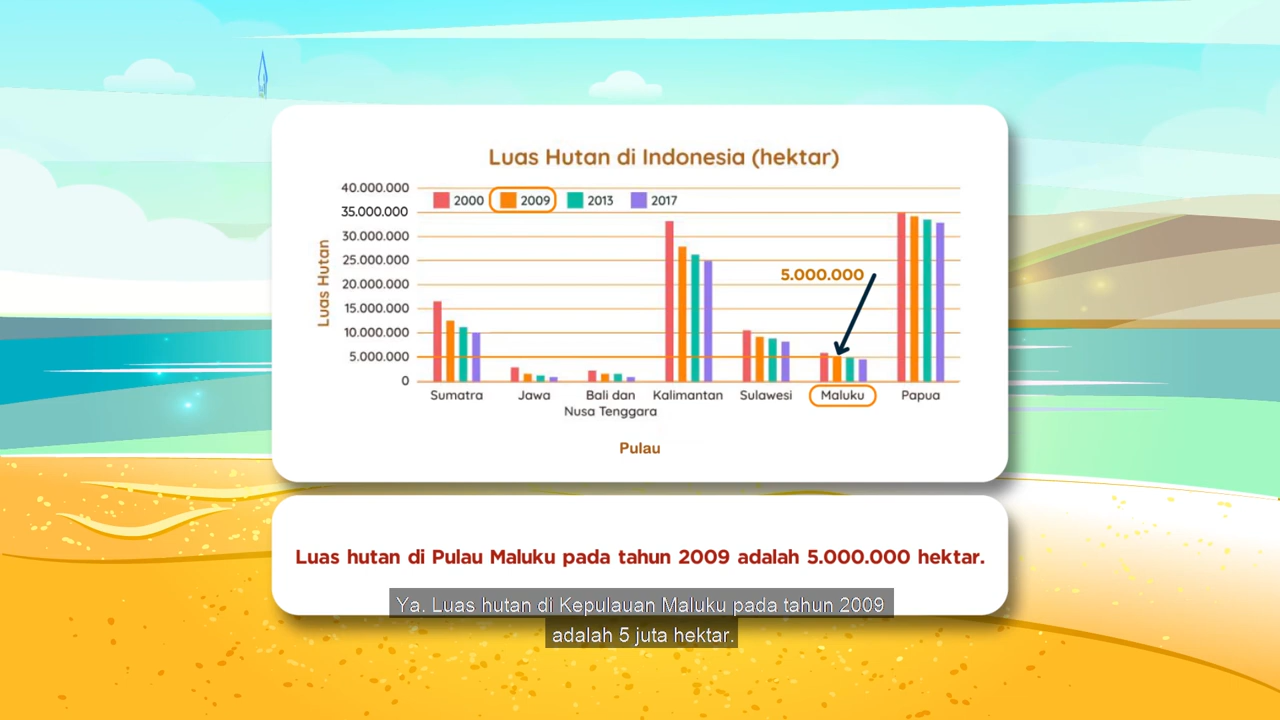 Luas Hutan di Indonesia (hektar)
40.000.000
2000 2009 2013 2017
35.000.000
30.000.000
25.000.000
5.000.000
20.000.000
15.000.000
10.000.000
5.000.000
0
Luas Hutan
Sumatra Jawa Bali dan Kalimantan Sulawesi Maluku Papua
Nusa Tenggara
Pulau
Luas hutan di Pulau Maluku pada tahun 2009 adalah 5.000.000 hektar.
Ya. Luas hutan di Kepulauan Maluku pada tahun 2009
adalah 5 juta hektar.